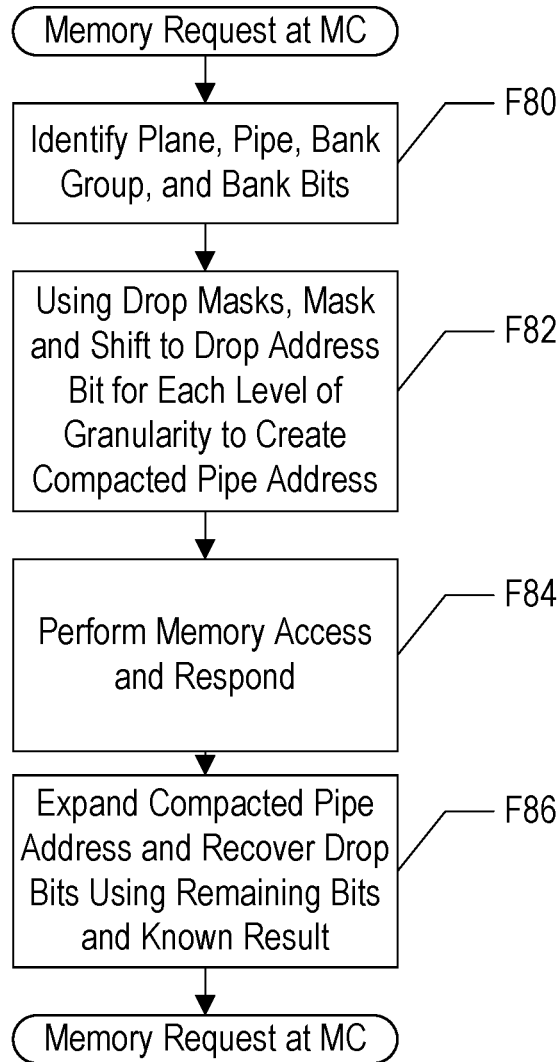 Memory Request at MC
F80
Identify Plane, Pipe, Bank
Group, and Bank Bits
Using Drop Masks, Mask
and Shift to Drop Address
F82
Bit for Each Level of
Granularity to Create
Compacted Pipe Address
F84
Perform Memory Access
and Respond
Expand Compacted Pipe
F86
Address and Recover Drop
Bits Using Remaining Bits
and Known Result
Memory Request at MC